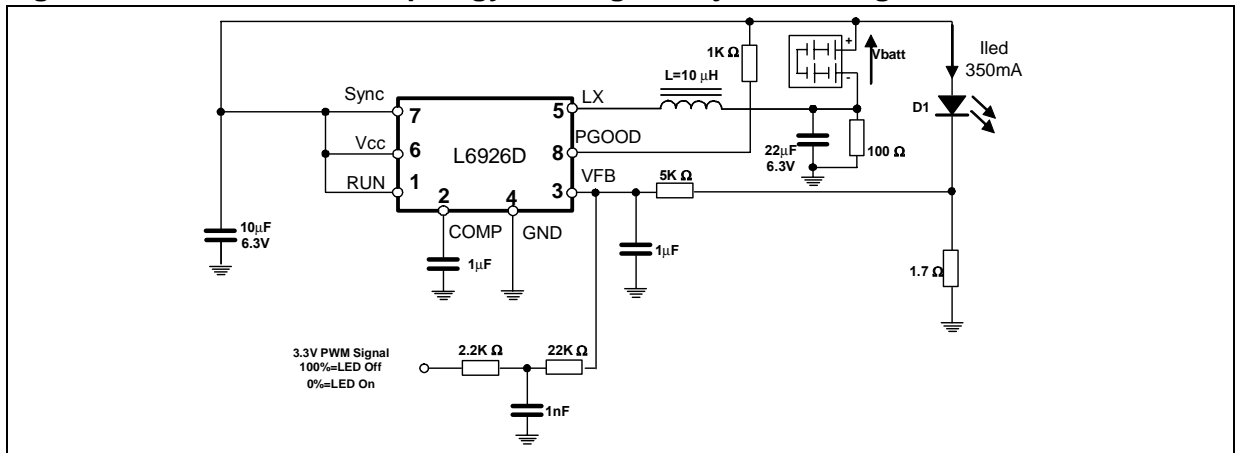 1K Ω
+
-
Vbatt
Iled
350mA
L=10 μH
Sync
7
5
LX
D1
PGOOD
Vcc
6
L6926D
8
22μF
6.3V
100 Ω
RUN
1
VFB
3
5K Ω
2
4
10μF
6.3V
COMP
GND
1μF
1μF
1.7 Ω
3.3V PWM Signal
100%=LED Off
0%=LED On
2.2K Ω
22K Ω
1nF